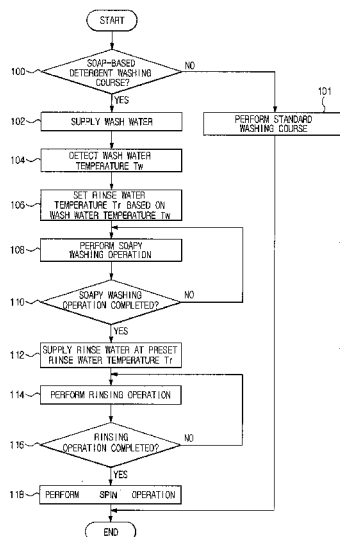 START
100
SOAP-BASED
DETERGENT WASHING
COURSE?
NO
YES
101
PERFORM STANDARD
WASHING COURSE
102
SUPPLY WASH WATER
104
DETECT WASH WATER
TEMPERATURE Tw
106
SET RINSE WATER
TEMPERATURE Tr BASED ON
WASH WATER TEMPERATURE Tw
108
PERFORM SOAPY
WASHING OPERATION
110
SOAPY WASHING
OPERATION COMPLETED?
NO
YES
112
SUPPLY RINSE WATER AT PRESET
RINSE WATER TEMPERATURE Tr
114
PERFORM RINSING OPERATION
116
RINSING
OPERATION COMPLETED?
NO
YES
118
PERFORM SPIN OPERATION
END